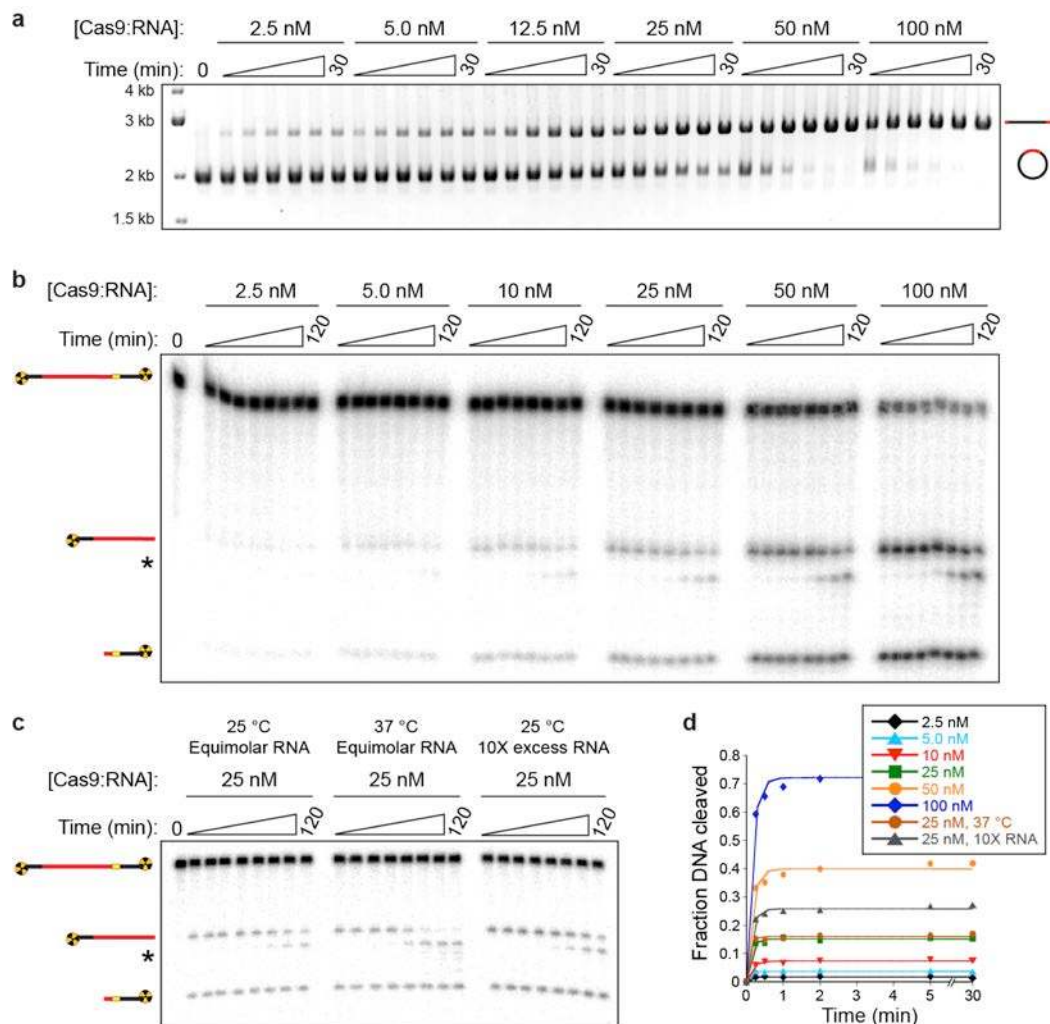 a
[Cas9:RNA]: 2.5 nM 5.0 nM 12.5 nM 25 nM 50 nM 100 nM
Time (min): 0 30 30 30 30 30 30
4 kb
3 kb
2 kb
1.5 kb
b
[Cas9:RNA]: 2.5 nM 5.0 nM 10 nM 25 nM 50 nM 100 nM
Time (min): 0 120 120 120 120 120 120
*
c
25 °C 37 °C 25 °C
Equimolar RNA Equimolar RNA 10X excess RNA
[Cas9:RNA]: 25 nM 25 nM 25 nM
Time (min): 0 120 120 120
*
d
2.5 nM
5.0 nM
10 nM
25 nM
50 nM
100 nM
25 nM, 37 °C
25 nM, 10X RNA
Fraction DNA cleaved
0.8
0.7
0.6
0.5
0.4
0.3
0.2
0.1
0
0 1 2 3 4 5 30
Time (min)